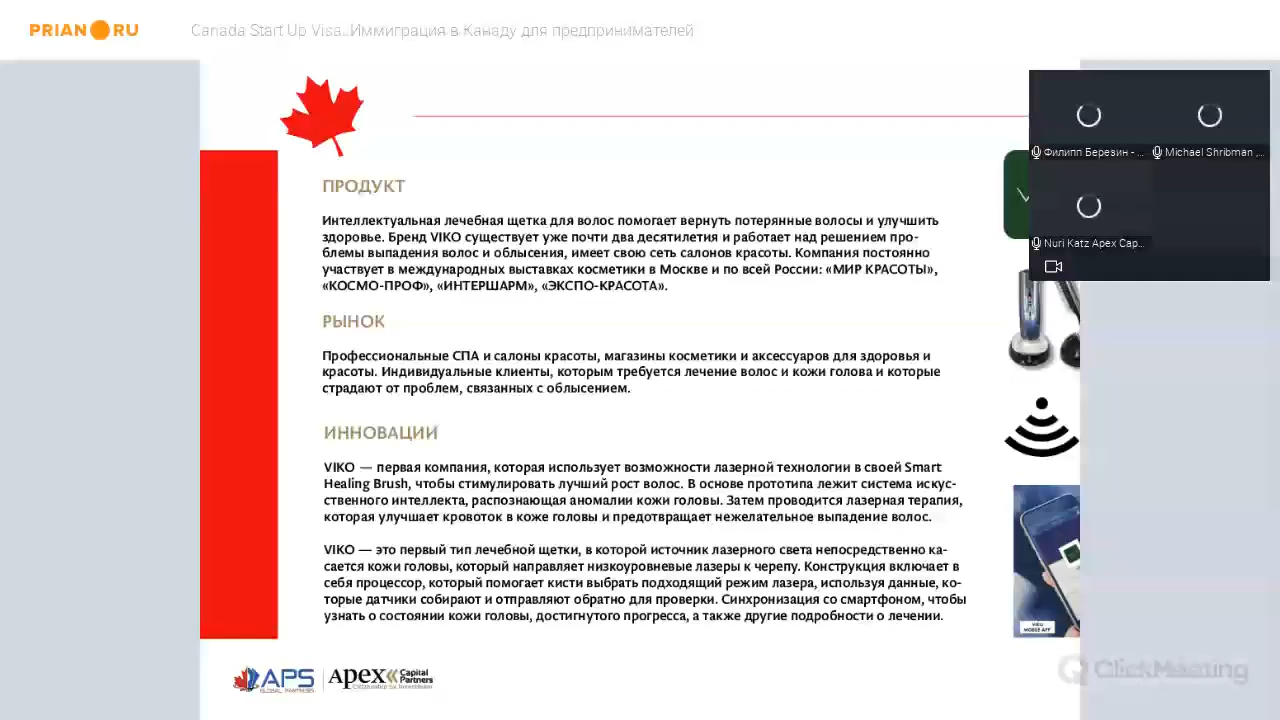 PRIAN RU
Canada Start Up Visa. Иммиграция в Канаду для предпринимателей
Филипп Березин - ...
Michael Shribman ,...
Nuri Katz Apex Cap...
ПРОДУКТ
Интеллектуальная лечебная щетка для волос помогает вернуть потерянные волосы и улучшить
здоровье. Бренд VIKO существует уже почти два десятилетия и работает над решением про-
блемы выпадения волос и облысения, имеет свою сеть салонов красоты. Компания постоянно
участвует в международных выставках косметики в Москве и по всей России: «МИР КРАСОТЫ»,
«КОСМО-ПРОФ», «ИНТЕРШАРМ», «ЭКСПО-КРАСОТА».
РЫНОК
Профессиональные СПА и салоны красоты, магазины косметики и аксессуаров для здоровья и
красоты. Индивидуальные клиенты, которым требуется лечение волос и кожи голова и которые
страдают от проблем, связанных с облысением.
ИННОВАЦИИ
VIKO — первая компания, которая использует возможности лазерной технологии в своей Smart
Healing Brush, чтобы стимулировать лучший рост волос. В основе прототипа лежит система искус-
ственного интеллекта, распознающая аномалии кожи головы. Затем проводится лазерная терапия,
которая улучшает кровоток в коже головы и предотвращает нежелательное выпадение волос.
VIKO — это первый тип лечебной щетки, в которой источник лазерного света непосредственно ка-
сается кожи головы, который направляет низкоуровневые лазеры к черепу. Конструкция включает в
себя процессор, который помогает кисти выбрать подходящий режим лазера, используя данные, ко-
торые датчики собирают и отправляют обратно для проверки. Синхронизация со смартфоном, чтобы
узнать о состоянии кожи головы, достигнутого прогресса, а также другие подробности о лечении.
VIKO
MOBILE APP
APS
GLOBAL PARTNERS
Apex Capital Partners
Citizenship by Investment
ClickMeeting